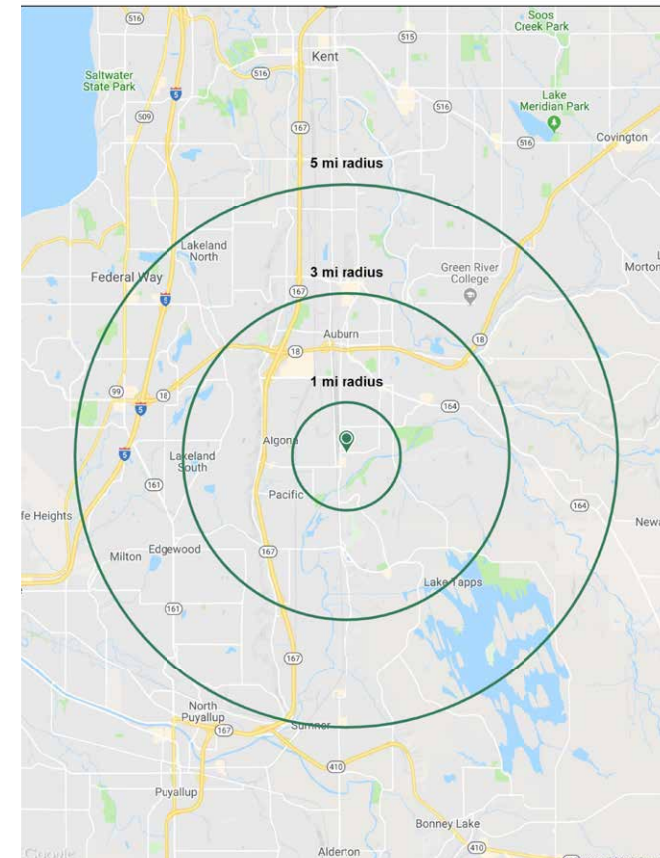 Soos
Creek Park
516
515
Kent
Saltwater
State Park
516
5
516
Lake
Meridian Park
509
167
516
Covington
516
5 mi radius
Lakeland
North
Green River
College
Federal Way
Morton
3 mi radius
167
5
Auburn
18
18
1 mi radius
99
18
164
5
Algona
5
Lakeland
South
161
Pacific
164
fe Heights
167
Milton
Edgewood
Lake Tapps
161
167
North
Puyallup
167
Sumner
410
Puyallup
Bonney Lake
Alderton
410
Google